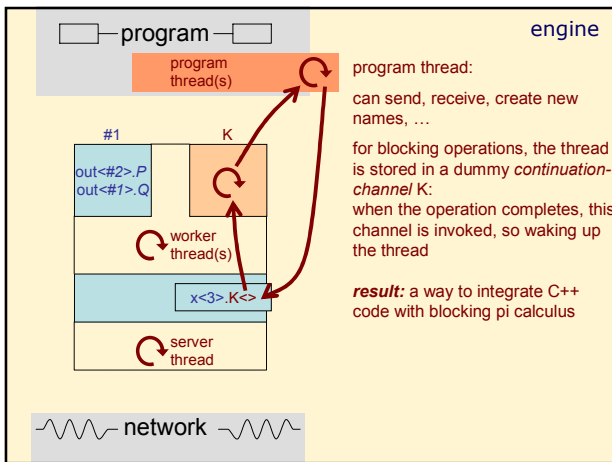 engine
program
program
thread(s)
#1
K
out<#2>.P
out<#1>.Q
worker
thread(s)
x<3>.K<>
server
thread
network
program thread:
can send, receive, create new
names, …
for blocking operations, the thread
is stored in a dummy continuation-
channel K:
when the operation completes, this
channel is invoked, so waking up
the thread
result: a way to integrate C++
code with blocking pi calculus